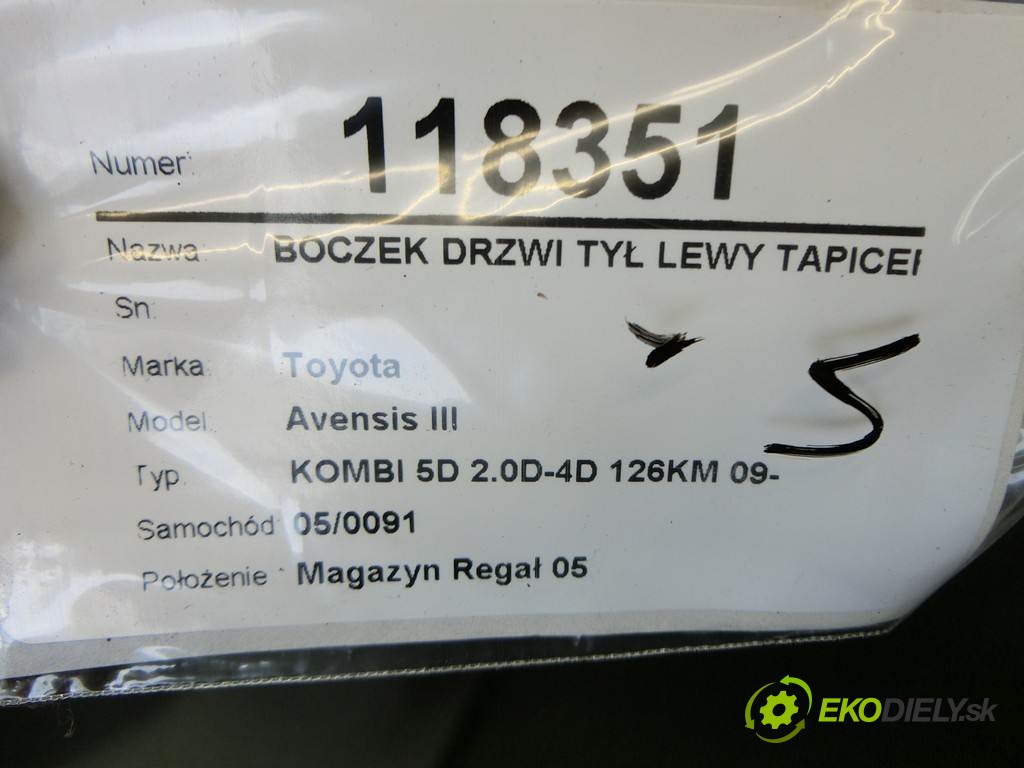 Numer: 118351
Nazwa: BOCZEK DRZWI TYŁ LEWY TAPICER
Sn:
Marka: Toyota
Model: Avensis III
Typ: KOMBI 5D 2.0D-4D 126KM 09-
Samochód: 05/0091
Położenie: Magazyn Regał 05
5
EKODIELY.sk